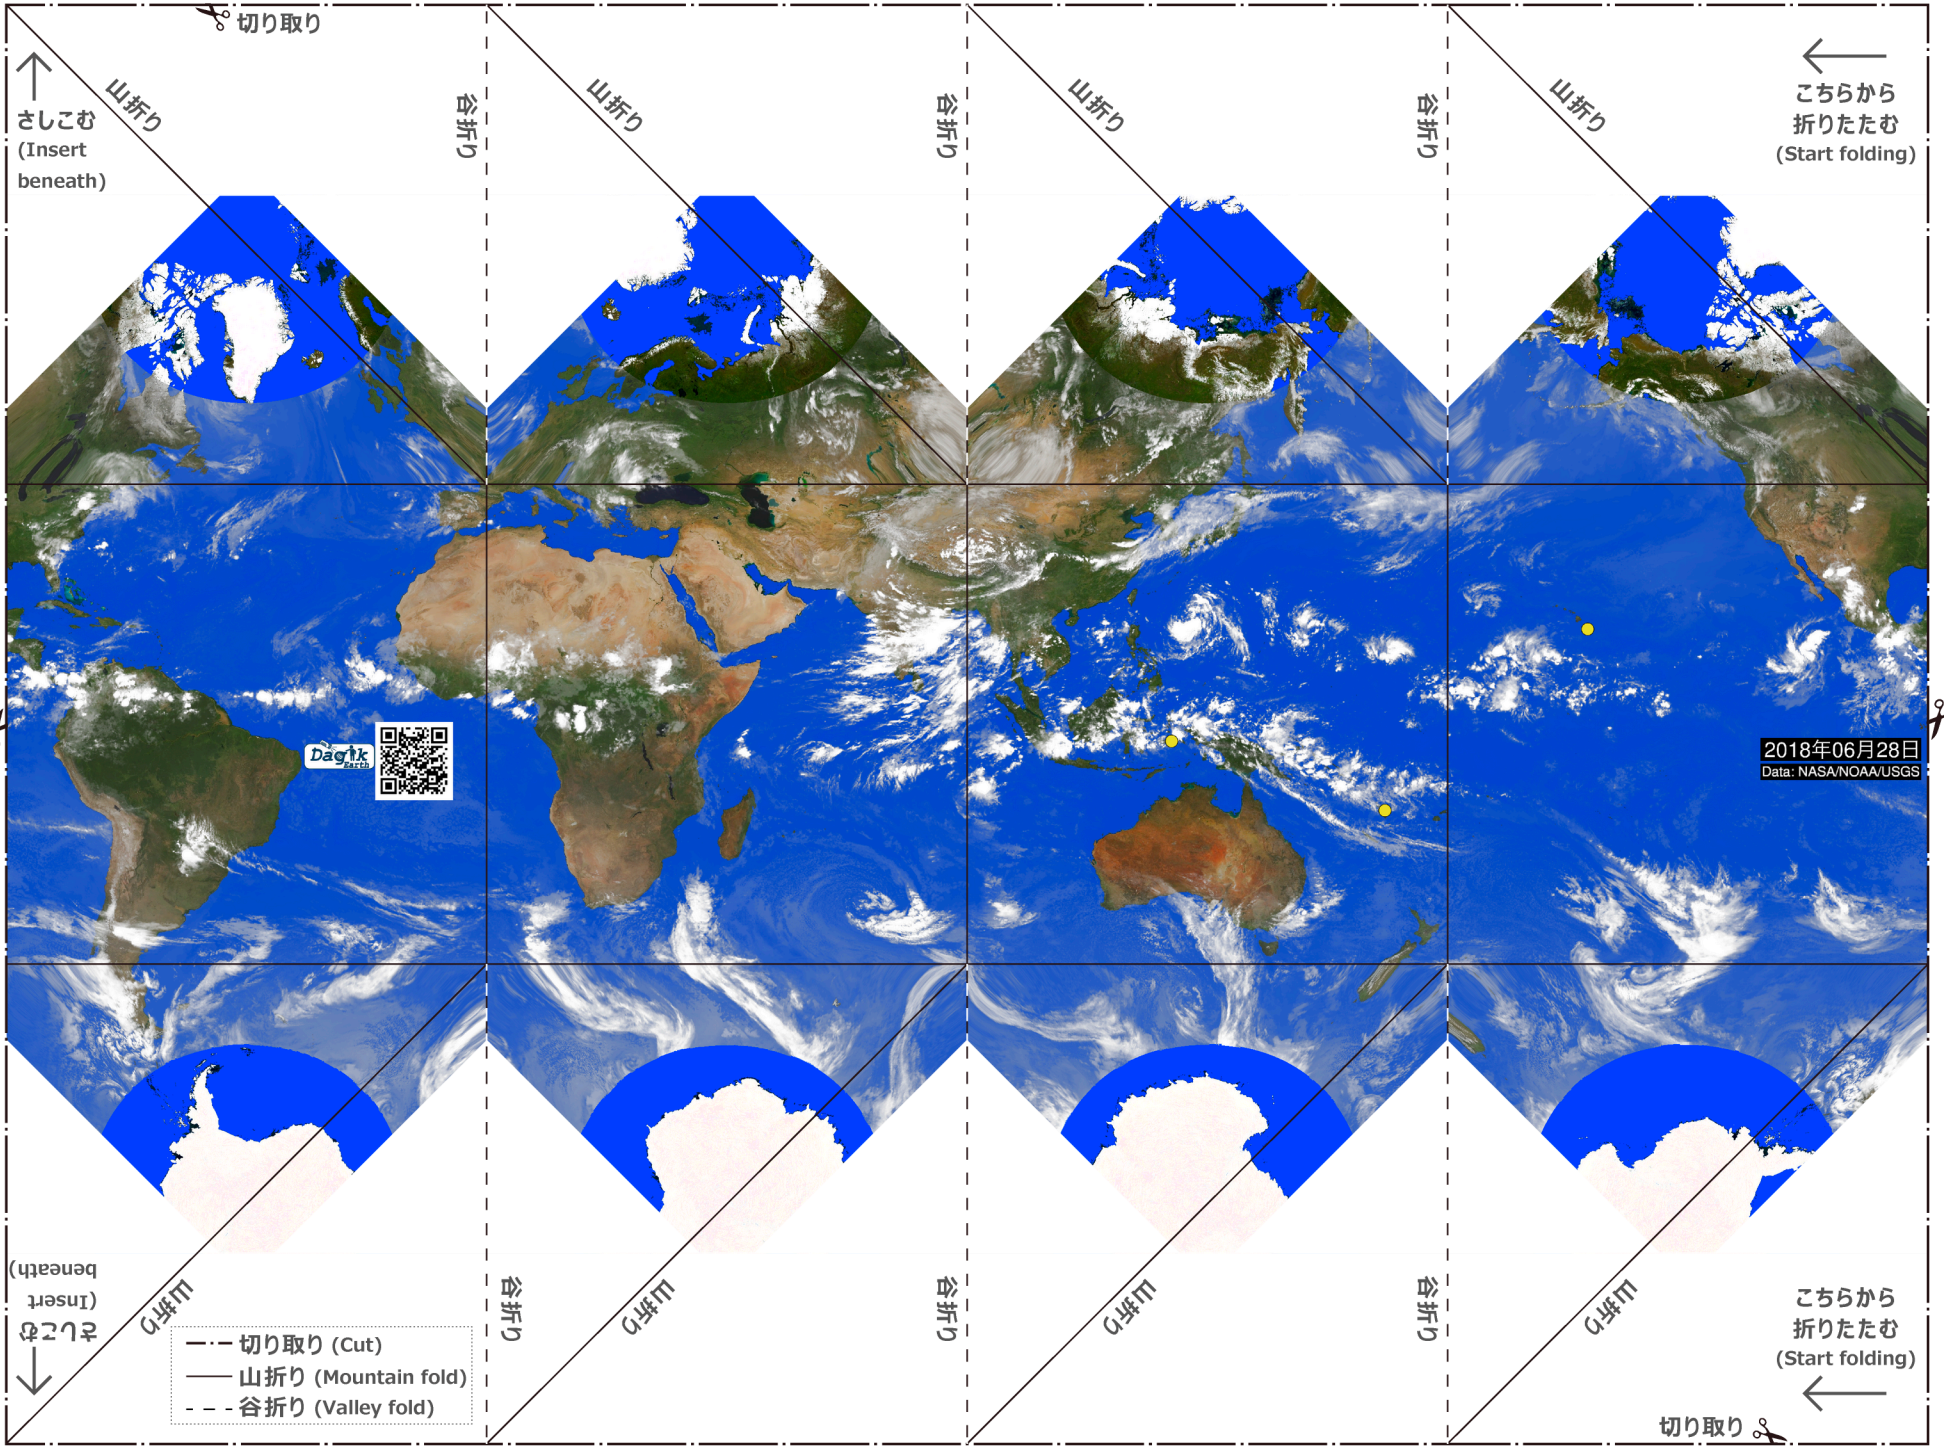 切り取り
さしこむ
(Insert
beneath)
山折り
谷折り
山折り
谷折り
山折り
谷折り
山折り
こちらから
折りたたむ
(Start folding)
Dagik
Earth
2018年06月28日
Data: NASA/NOAA/USGS
さしこむ
(Insert
beneath)
山折り
谷折り
山折り
谷折り
山折り
谷折り
山折り
こちらから
折りたたむ
(Start folding)
切り取り (Cut)
山折り (Mountain fold)
谷折り (Valley fold)
切り取り